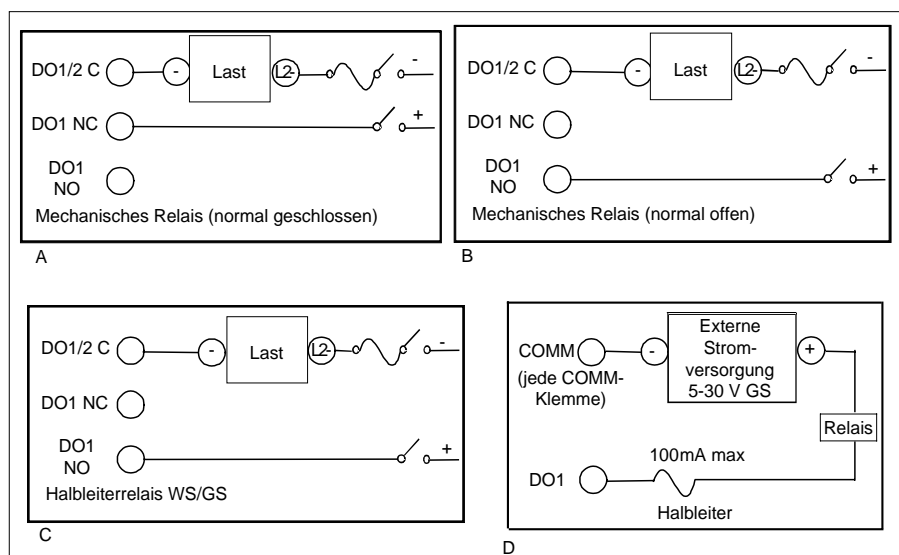 DO1/2 C
-
Last
L2-
-
DO1 NC
+
DO1
NO
Mechanisches Relais (normal geschlossen)
A
DO1/2 C
-
Last
L2-
-
DO1 NC
DO1
NO
+
Mechanisches Relais (normal offen)
B
DO1/2 C
-
Last
L2-
-
DO1 NC
DO1
NO
+
Halbleiterrelais WS/GS
C
COMM
(jede COMM-
Klemme)
-
Externe
Strom-
versorgung
5-30 V GS
+
Relais
100mA max
DO1
Halbleiter
D